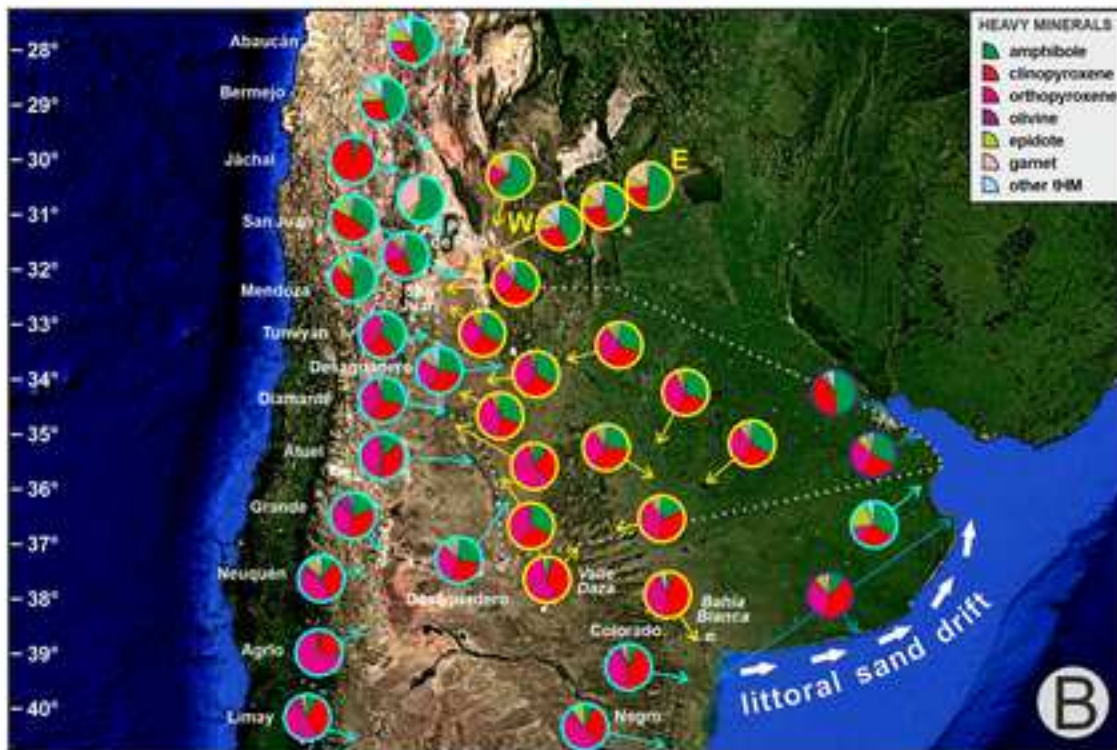 28°
29°
30°
31°
32°
33°
34°
35°
36°
37°
38°
39°
40°
Abaucán
Bermejo
Jáchal
San Juan
Mendoza
Tunuyan
Desaguadero
Diamante
Atuel
Grande
Neuquén
Agrio
Limay
Desaguadero
W
E
Valle
Daza
Bahía
Blanca
Colorado
Negro
littoral sand drift
HEAVY MINERALS
amphibole
clinopyroxene
orthopyroxene
olivine
epidote
garnet
other tHM
B